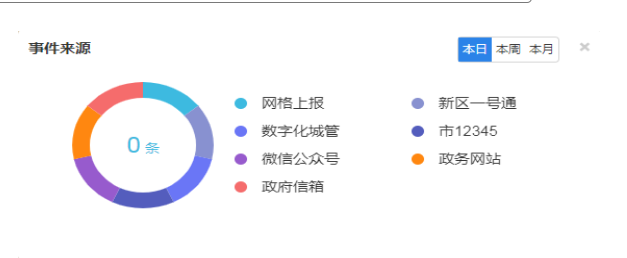 事件来源
本日 本周 本月
0 条
网格上报 新区一号通
数字化城管 市12345
微信公众号 政务网站
政府信箱